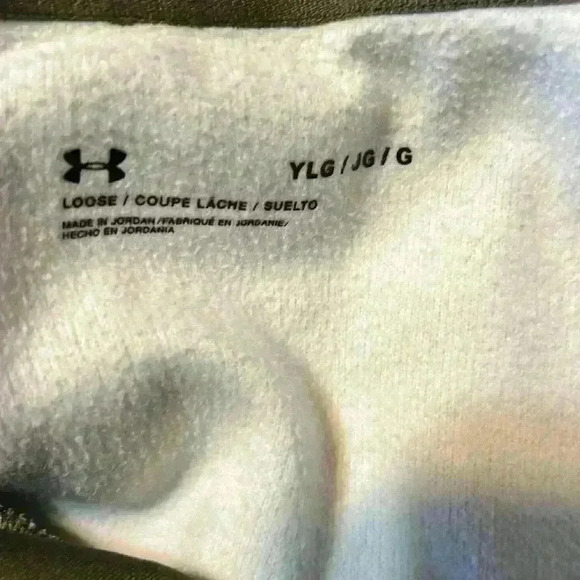 YLG / JG / G
LOOSE / COUPE LÂCHE / SUELTO
MADE IN JORDAN / FABRIQUÉ EN JORDANIE /
HECHO EN JORDANIA